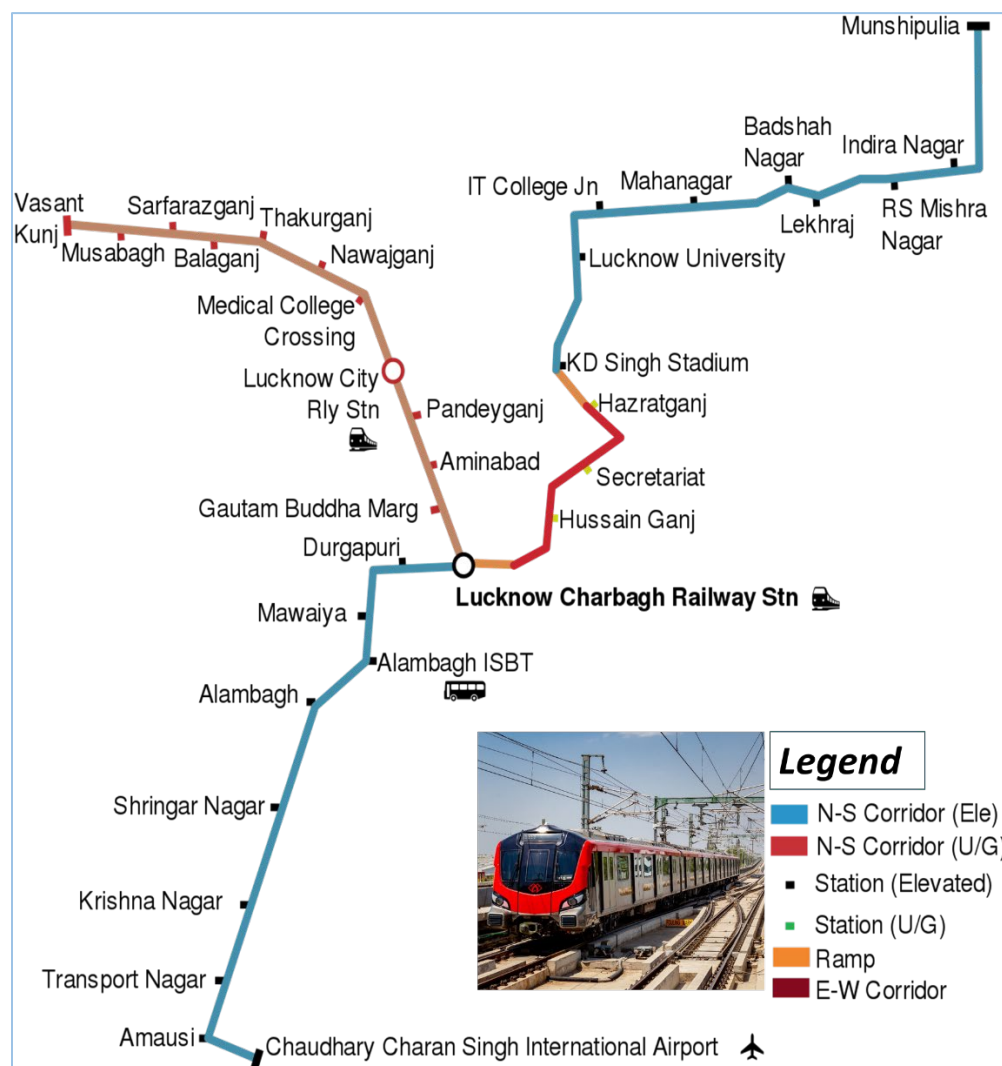 Munshipulia
Badshah
Nagar
Indira Nagar
IT College Jn
Mahanagar
Lekhraj
RS Mishra
Nagar
Vasant
Kunj
Sarfarazganj
Thakurganj
Musabagh
Balaganj
Nawajganj
Lucknow University
Medical College
Crossing
KD Singh Stadium
Lucknow City
Rly Stn
Hazratganj
Pandeyganj
Aminabad
Secretariat
Gautam Buddha Marg
Hussain Ganj
Durgapuri
Lucknow Charbagh Railway Stn
Mawaiya
Alambagh ISBT
Alambagh
Shringar Nagar
Krishna Nagar
Transport Nagar
Amausi
Chaudhary Charan Singh International Airport
Legend
N-S Corridor (Ele)
N-S Corridor (U/G)
Station (Elevated)
Station (U/G)
Ramp
E-W Corridor